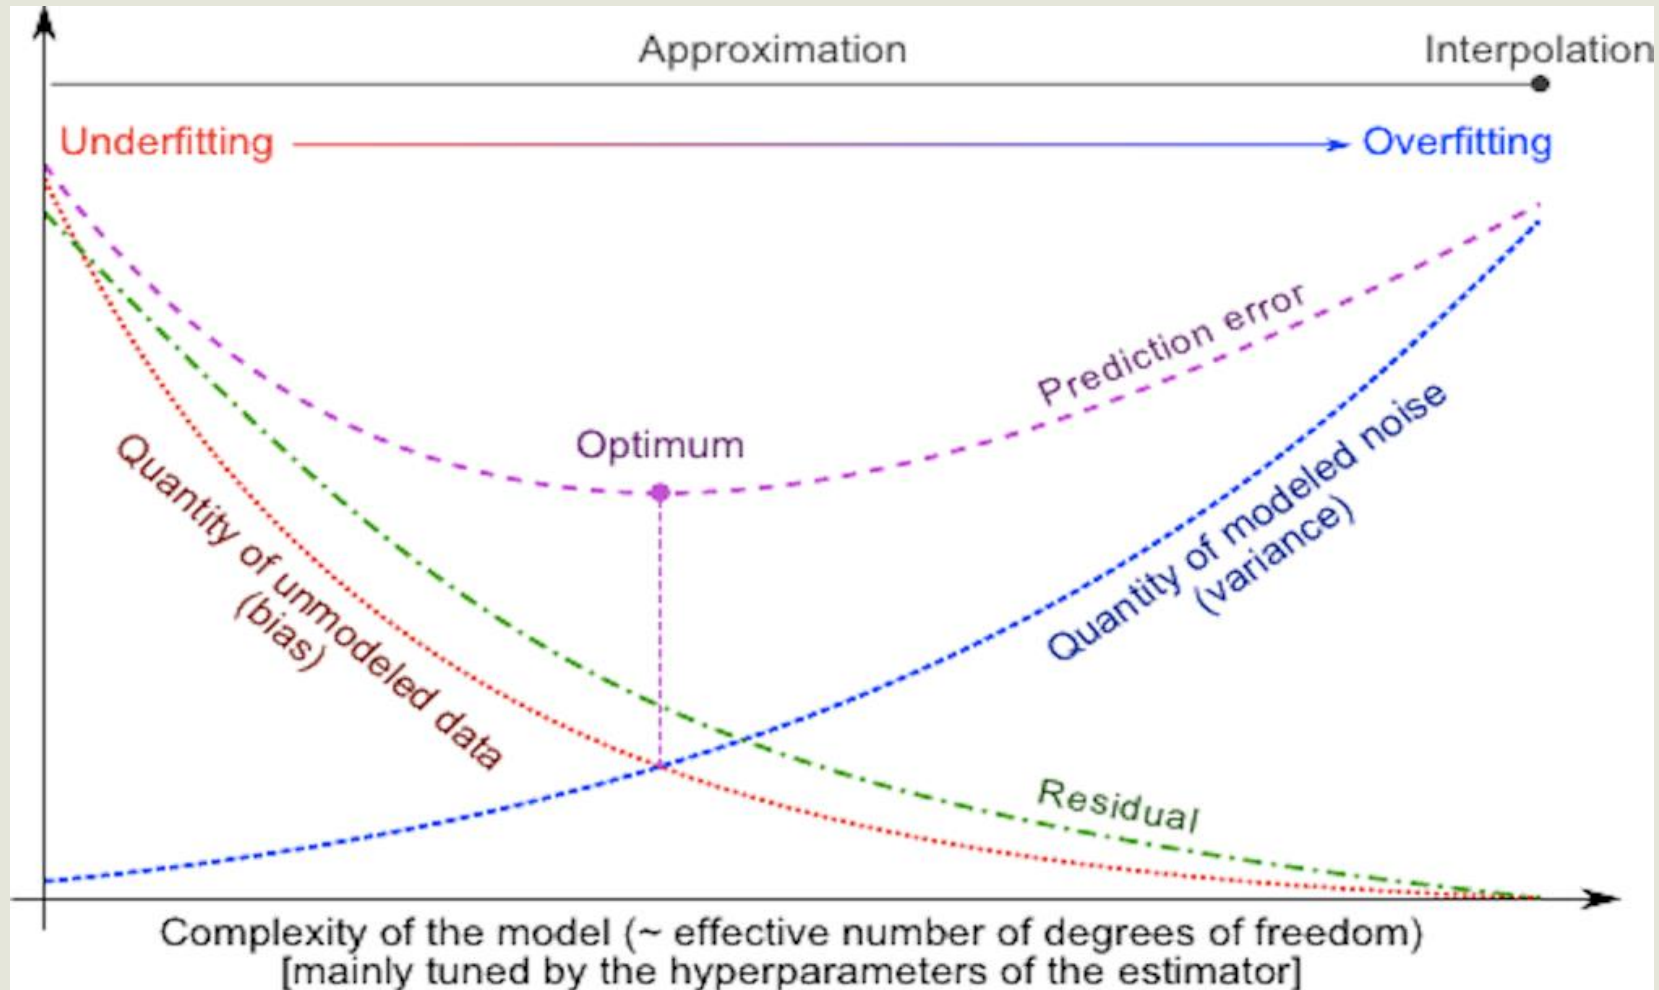 Approximation
Interpolation
Underfitting
Overfitting
Prediction error
Optimum
Quantity of unmodeled data
(bias)
Quantity of modeled noise
(variance)
Residual
Complexity of the model (~ effective number of degrees of freedom)
[mainly tuned by the hyperparameters of the estimator]